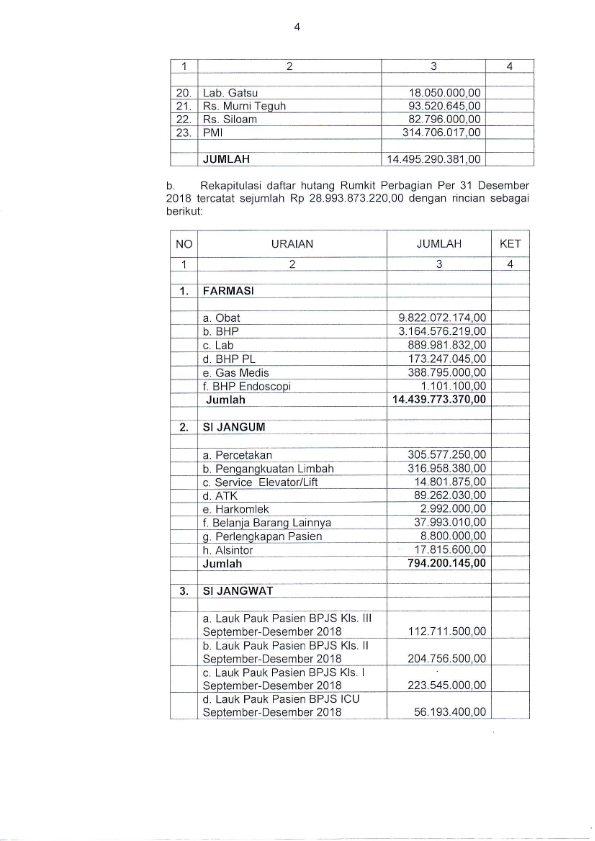 4
1 2 3 4
20. Lab. Gatsu 18.050.000,00
21. Rs. Murni Teguh 93.520.645,00
22. Rs. Siloam 82.796.000,00
23. PMI 314.706.017,00
JUMLAH 14.495.290.381,00
b. Rekapitulasi daftar hutang Rumkit Perbagian Per 31 Desember
2018 tercatat sejumlah Rp 28.993.873.220,00 dengan rincian sebagai
berikut:
NO URAIAN JUMLAH KET
1 2 3 4
1. FARMASI
a. Obat 9.822.072.174,00
b. BHP 3.164.576.219,00
c. Lab 889.981.832,00
d. BHP PL 173.247.045,00
e. Gas Medis 388.795.000,00
f. BHP Endoscopi 1.101.100,00
Jumlah 14.439.773.370,00
2. SI JANGUM
a. Percetakan 305.577.250,00
b. Pengangkuatan Limbah 316.958.380,00
c. Service Elevator/Lift 14.801.875,00
d. ATK 89.262.030,00
e. Harkomlek 2.992.000,00
f. Belanja Barang Lainnya 37.993.010,00
g. Perlengkapan Pasien 8.800.000,00
h. Alsintor 17.815.600,00
Jumlah 794.200.145,00
3. SI JANGWAT
a. Lauk Pauk Pasien BPJS Kls. III
September-Desember 2018 112.711.500,00
b. Lauk Pauk Pasien BPJS Kls. II
September-Desember 2018 204.756.500,00
c. Lauk Pauk Pasien BPJS Kls. I
September-Desember 2018 223.545.000,00
d. Lauk Pauk Pasien BPJS ICU
September-Desember 2018 56.193.400,00